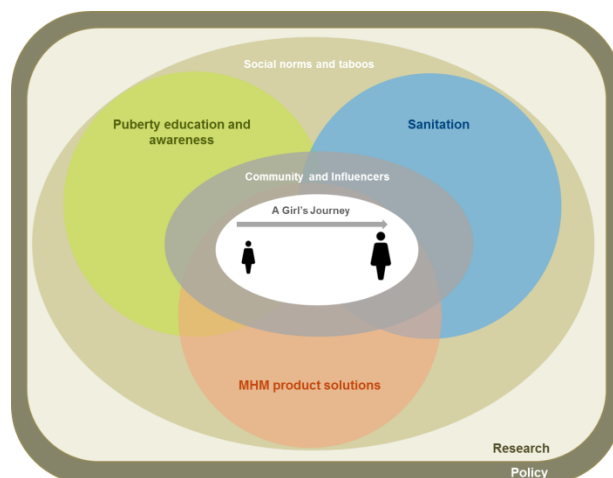 Social norms and taboos
Puberty education and
awareness
Sanitation
Community and Influencers
A Girl's Journey
MHM product solutions
Research
Policy